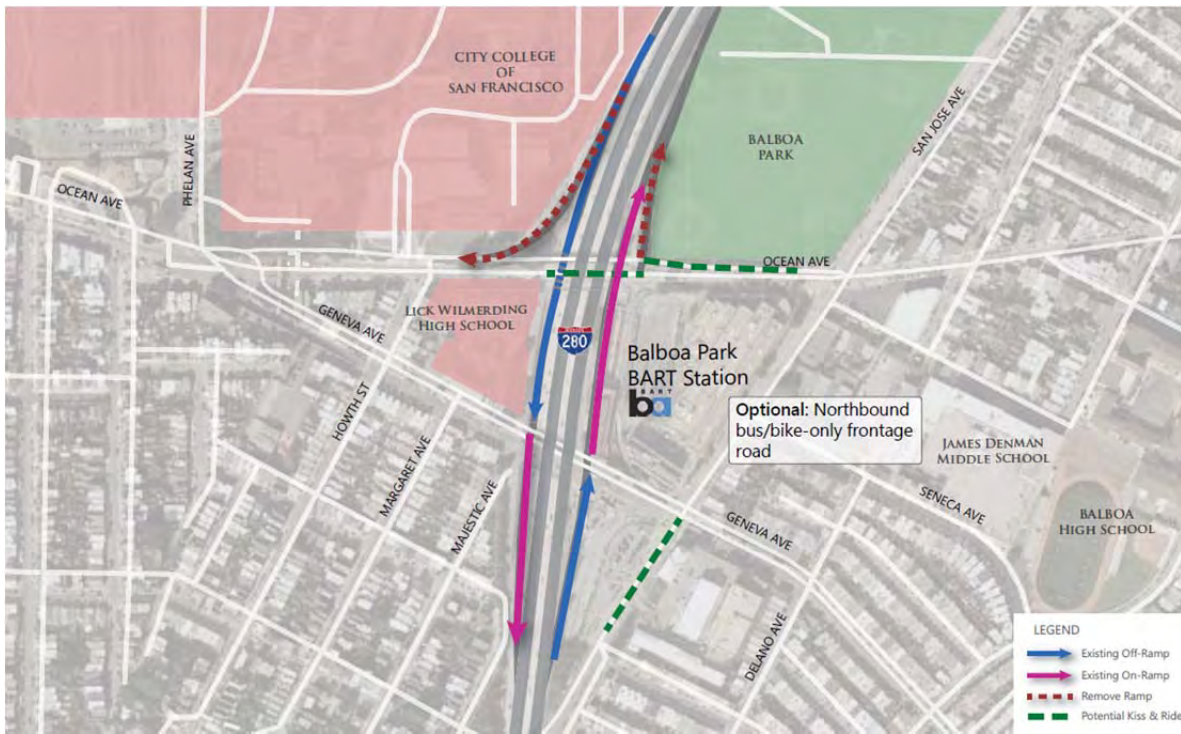 CITY COLLEGE
OF
SAN FRANCISCO
BALBOA
PARK
SAN JOSE AVE
PHELAN AVE
OCEAN AVE
OCEAN AVE
GENEVA AVE
LICK WILMERDING
HIGH SCHOOL
INTERSTATE
280
Balboa Park
BART Station
BART
ba
Optional: Northbound
bus/bike-only frontage
road
HOWTH ST
MARGARET AVE
MAJESTIC AVE
JAMES DENMAN
MIDDLE SCHOOL
SENECA AVE
GENEVA AVE
BALBOA
HIGH SCHOOL
DELANO AVE
LEGEND
Existing Off-Ramp
Existing On-Ramp
Remove Ramp
Potential Kiss & Ride